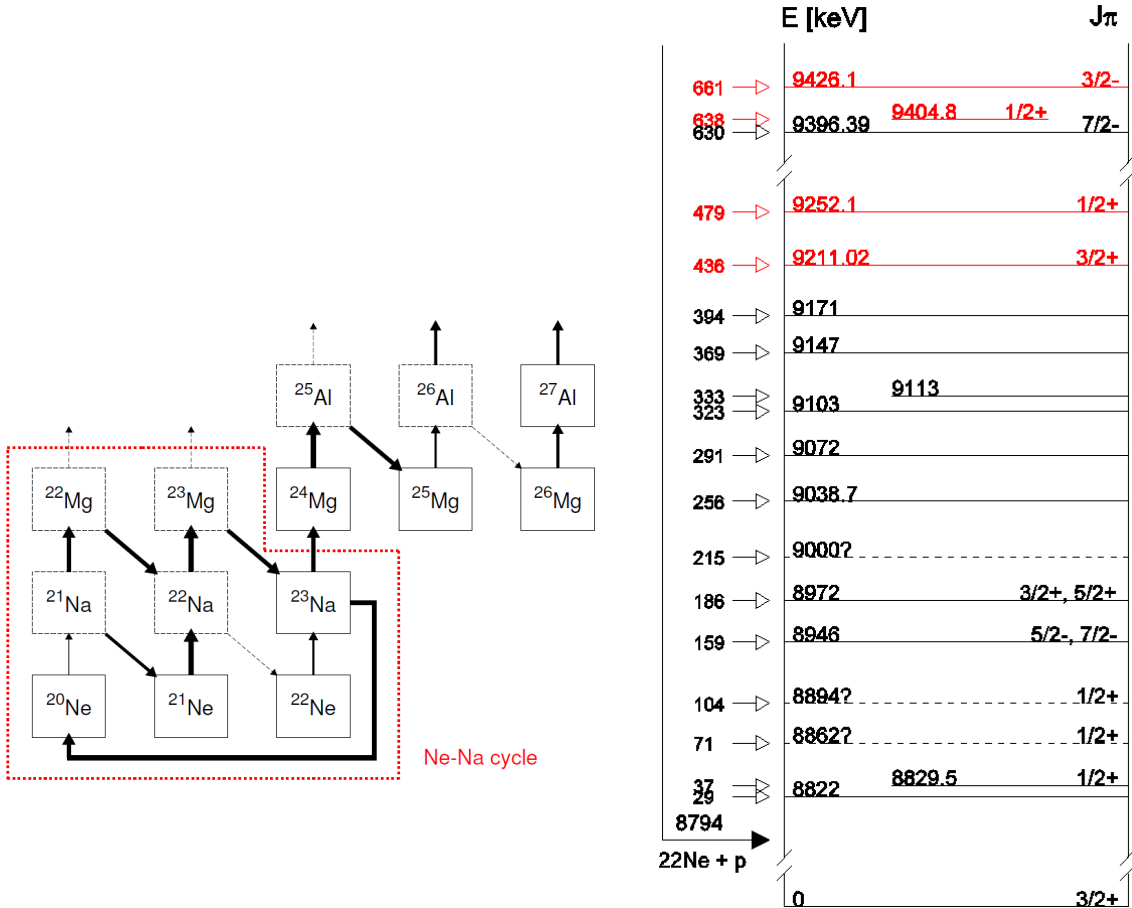 25Al
26Al
27Al
22Mg
23Mg
24Mg
25Mg
26Mg
21Na
22Na
23Na
20Ne
21Ne
22Ne
Ne-Na cycle
E [keV] Jπ
661 9426.1 3/2-
638 9404.8 1/2+
630 9396.39 7/2-
479 9252.1 1/2+
436 9211.02 3/2+
394 9171
369 9147
333 9113
323 9103
291 9072
256 9038.7
215 9000?
186 8972 3/2+, 5/2+
159 8946 5/2-, 7/2-
104 8894? 1/2+
71 8862? 1/2+
37 8829.5 1/2+
29 8822
8794
22Ne + p
0 3/2+